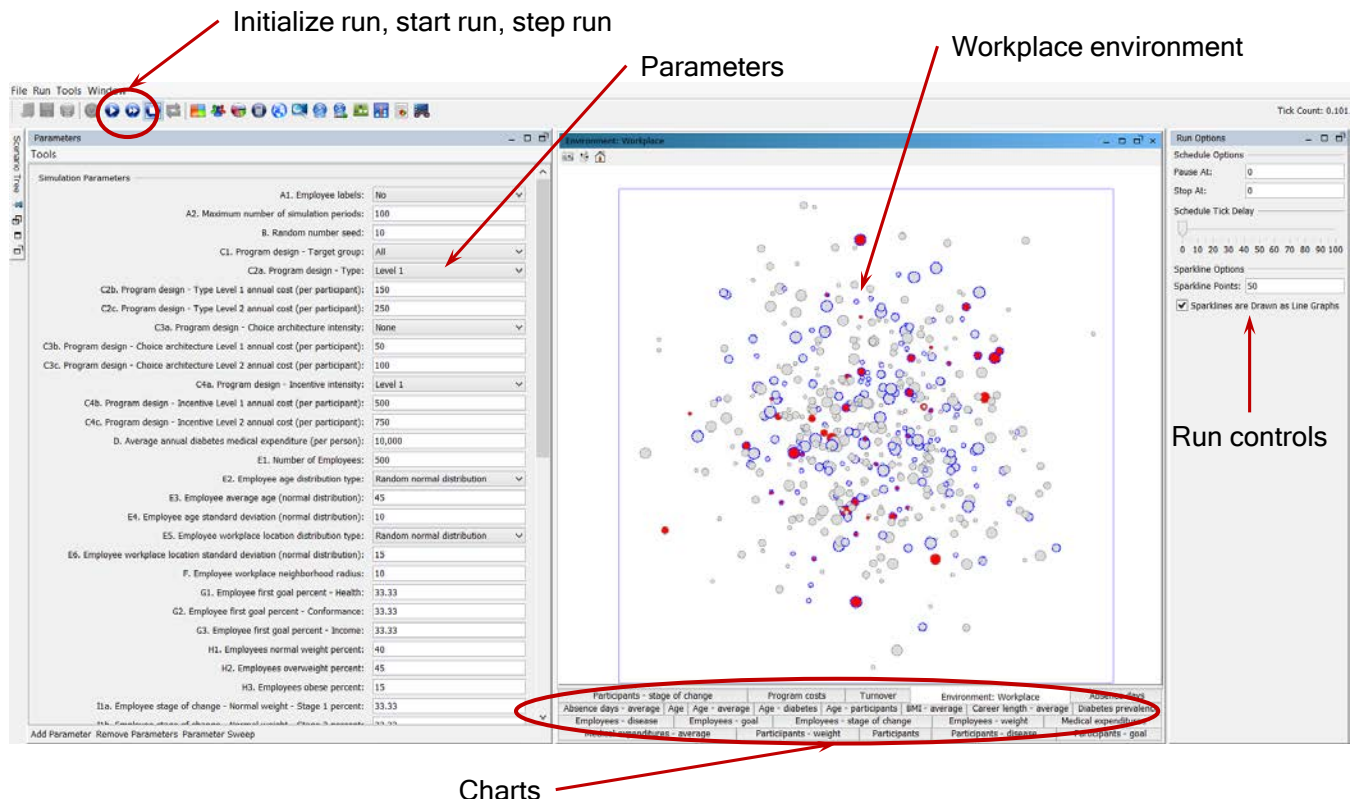 Initialize run, start run, step run
Workplace environment
Parameters
File Run Tools Window
Tick Count: 0.101
Scenario Tree
Parameters
Tools
Simulation Parameters
A1. Employee labels: No
A2. Maximum number of simulation periods: 100
B. Random number seed: 10
C1. Program design - Target group: All
C2a. Program design - Type: Level 1
C2b. Program design - Type Level 1 annual cost (per participant): 150
C2c. Program design - Type Level 2 annual cost (per participant): 250
C3a. Program design - Choice architecture intensity: None
C3b. Program design - Choice architecture Level 1 annual cost (per participant): 50
C3c. Program design - Choice architecture Level 2 annual cost (per participant): 100
C4a. Program design - Incentive intensity: Level 1
C4b. Program design - Incentive Level 1 annual cost (per participant): 500
C4c. Program design - Incentive Level 2 annual cost (per participant): 750
D. Average annual diabetes medical expenditure (per person): 10,000
E1. Number of Employees: 500
E2. Employee age distribution type: Random normal distribution
E3. Employee average age (normal distribution): 45
E4. Employee age standard deviation (normal distribution): 10
E5. Employee workplace location distribution type: Random normal distribution
E6. Employee workplace location standard deviation (normal distribution): 15
F. Employee workplace neighborhood radius: 10
G1. Employee first goal percent - Health: 33.33
G2. Employee first goal percent - Conformance: 33.33
G3. Employee first goal percent - Income: 33.33
H1. Employees normal weight percent: 40
H2. Employees overweight percent: 45
H3. Employees obese percent: 15
I1a. Employee stage of change - Normal weight - Stage 1 percent: 33.33
Add Parameter Remove Parameters Parameter Sweep
Environment: Workplace
Participants - stage of change Program costs Turnover Environment: Workplace Absence days
Absence days - average Age Age - average Age - diabetes Age - participants BMI - average Career length - average Diabetes prevalence
Employees - disease Employees - goal Employees - stage of change Employees - weight Medical expenditures
Medical expenditures - average Participants - weight Participants Participants - disease Participants - goal
Run Options
Schedule Options
Pause At: 0
Stop At: 0
Schedule Tick Delay
0 10 20 30 40 50 60 70 80 90 100
Sparkline Options
Sparkline Points: 50
Sparklines are Drawn as Line Graphs
Run controls
Charts